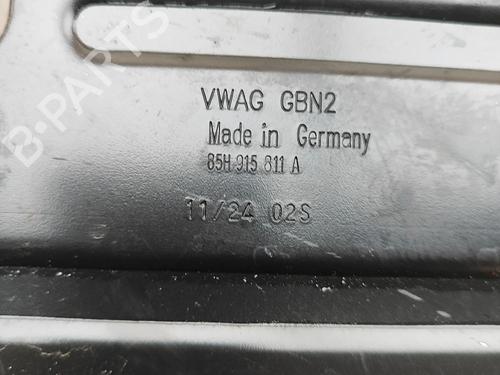 B-PARTS
VWAG GBN2
Made in Germany
85H 915 811 A
11/24 02S